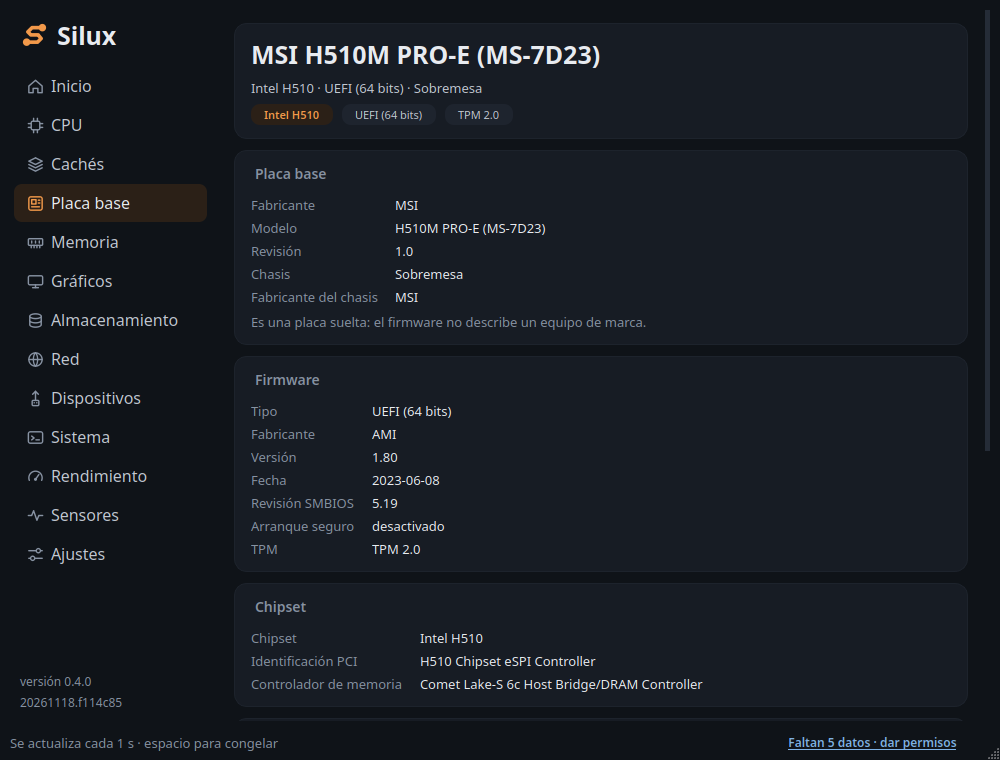 Silux
Inicio
CPU
Cachés
Placa base
Memoria
Gráficos
Almacenamiento
Red
Dispositivos
Sistema
Rendimiento
Sensores
Ajustes
versión 0.4.0
20261118.f114c85
MSI H510M PRO-E (MS-7D23)
Intel H510 · UEFI (64 bits) · Sobremesa
Intel H510 UEFI (64 bits) TPM 2.0
Placa base
Fabricante MSI
Modelo H510M PRO-E (MS-7D23)
Revisión 1.0
Chasis Sobremesa
Fabricante del chasis MSI
Es una placa suelta: el firmware no describe un equipo de marca.
Firmware
Tipo UEFI (64 bits)
Fabricante AMI
Versión 1.80
Fecha 2023-06-08
Revisión SMBIOS 5.19
Arranque seguro desactivado
TPM TPM 2.0
Chipset
Chipset Intel H510
Identificación PCI H510 Chipset eSPI Controller
Controlador de memoria Comet Lake-S 6c Host Bridge/DRAM Controller
Se actualiza cada 1 s · espacio para congelar
Faltan 5 datos · dar permisos